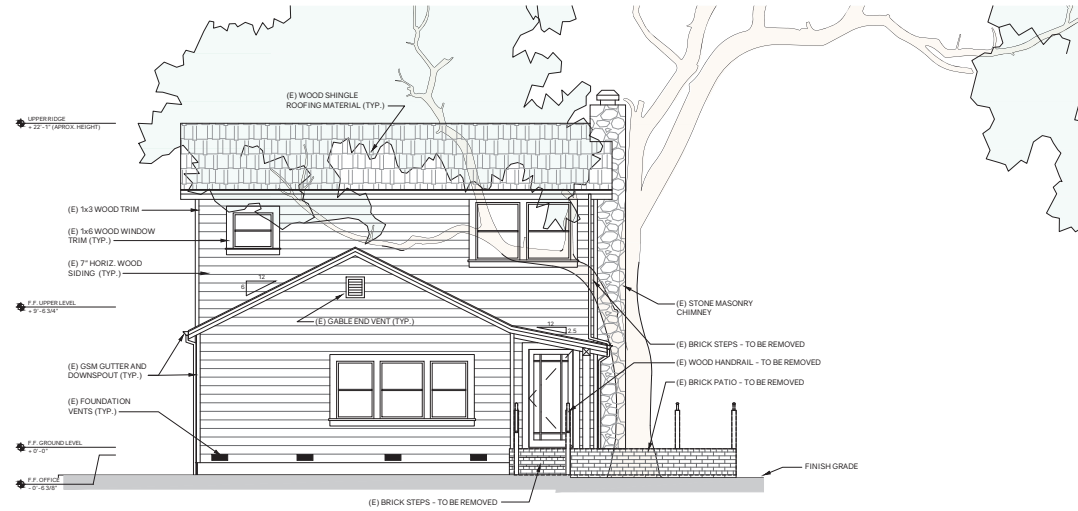 (E) WOOD SHINGLE
ROOFING MATERIAL (TYP.)
UPPER RIDGE
+ 22'-1" (APROX. HEIGHT)
(E) 1x3 WOOD TRIM
(E) 1x6 WOOD WINDOW
TRIM (TYP.)
(E) 7" HORIZ. WOOD
SIDING (TYP.)
12
6
F.F. UPPER LEVEL
+ 9'-6 3/4"
(E) STONE MASONRY
CHIMNEY
(E) GABLE END VENT (TYP.)
12
2.5
(E) BRICK STEPS - TO BE REMOVED
(E) WOOD HANDRAIL - TO BE REMOVED
(E) GSM GUTTER AND
DOWNSPOUT (TYP.)
(E) BRICK PATIO - TO BE REMOVED
(E) FOUNDATION
VENTS (TYP.)
F.F. GROUND LEVEL
+ 0'-0"
FINISH GRADE
F.F. OFFICE
- 0'-6 3/8"
(E) BRICK STEPS - TO BE REMOVED